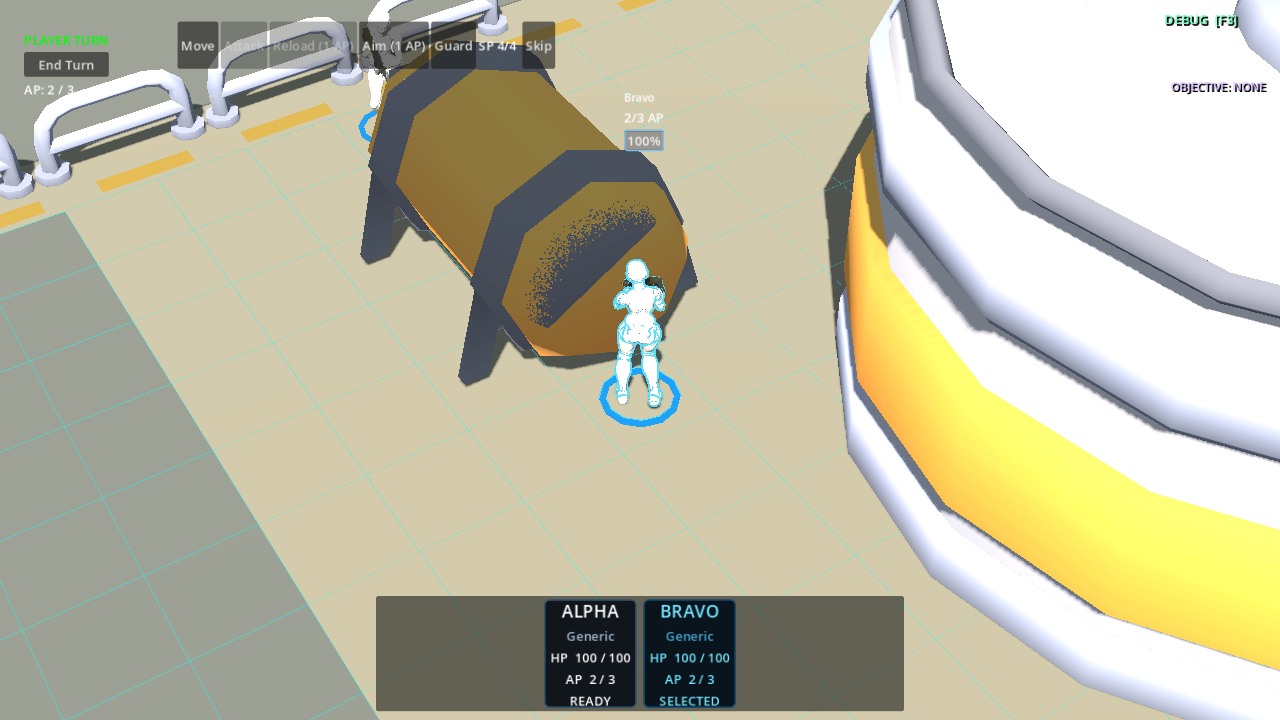 PLAYER TURN
End Turn
AP: 2 / 3
Move
Attack
Reload (1 AP)
Aim (1 AP)
Guard
SP 4/4
Skip
DEBUG [F3]
OBJECTIVE: NONE
Bravo
2/3 AP
100%
ALPHA
Generic
HP 100 / 100
AP 2 / 3
READY
BRAVO
Generic
HP 100 / 100
AP 2 / 3
SELECTED